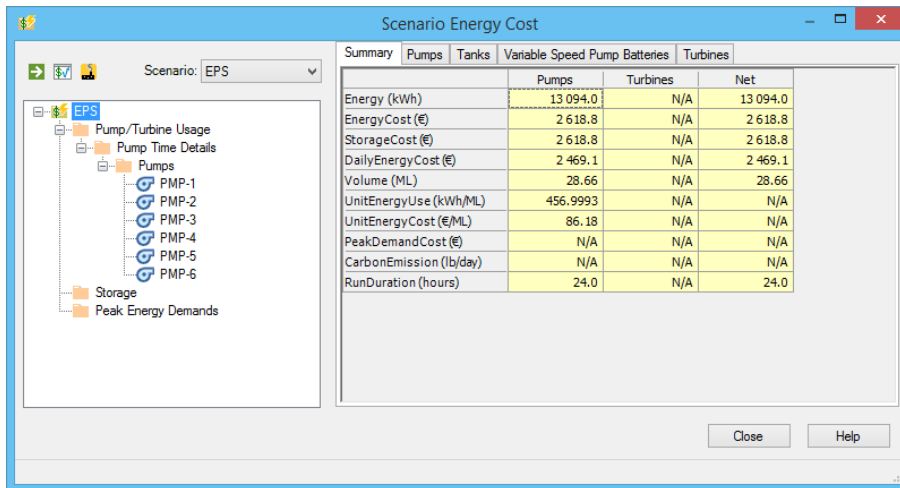 Scenario Energy Cost
Scenario: EPS
EPS
Pump/Turbine Usage
Pump Time Details
Pumps
PMP-1
PMP-2
PMP-3
PMP-4
PMP-5
PMP-6
Storage
Peak Energy Demands
Summary Pumps Tanks Variable Speed Pump Batteries Turbines
Pumps Turbines Net
Energy (kWh) 13 094.0 N/A 13 094.0
EnergyCost (€) 2 618.8 N/A 2 618.8
StorageCost (€) 2 618.8 N/A 2 618.8
DailyEnergyCost (€) 2 469.1 N/A 2 469.1
Volume (ML) 28.66 N/A 28.66
UnitEnergyUse (kWh/ML) 456.9993 N/A N/A
UnitEnergyCost (€/ML) 86.18 N/A N/A
PeakDemandCost (€) N/A N/A N/A
CarbonEmission (lb/day) N/A N/A N/A
RunDuration (hours) 24.0 N/A 24.0
Close Help